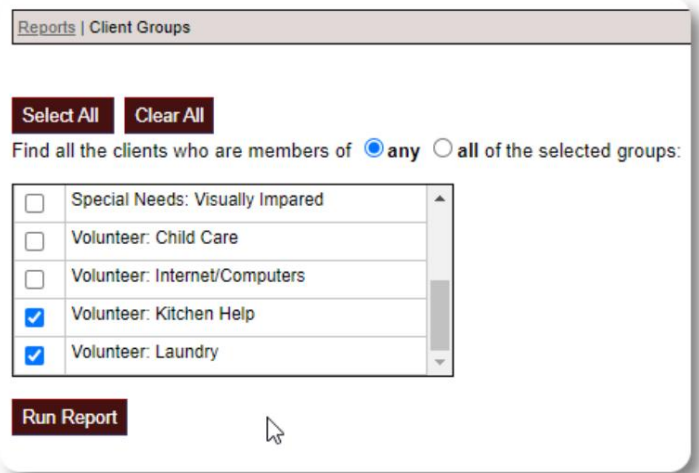 Reports | Client Groups
Select All Clear All
Find all the clients who are members of any all of the selected groups:
Special Needs: Visually Impared
Volunteer: Child Care
Volunteer: Internet/Computers
Volunteer: Kitchen Help
Volunteer: Laundry
Run Report